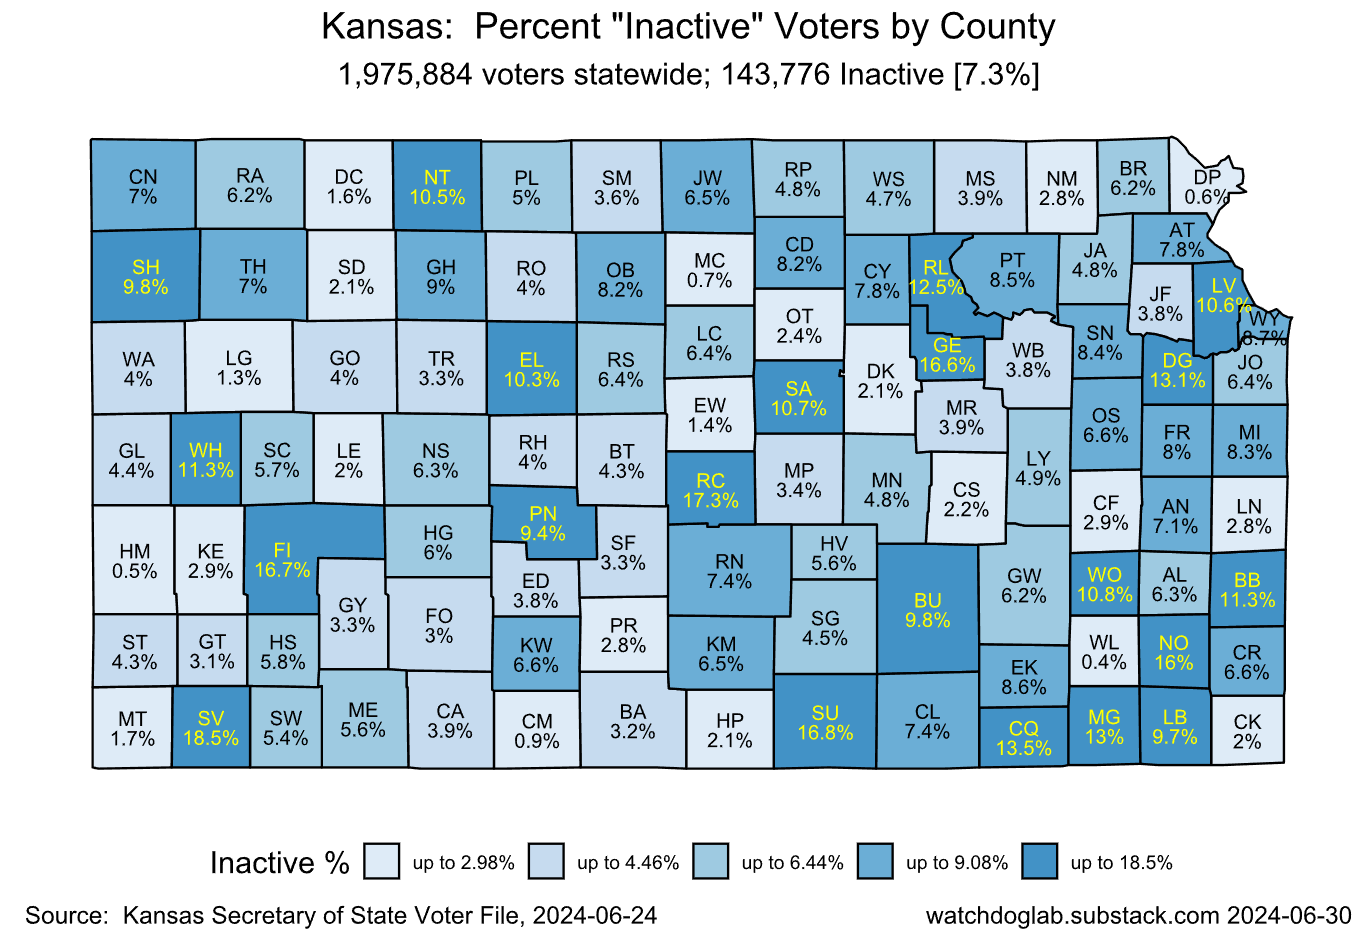 Kansas:  Percent "Inactive" Voters by County
1,975,884 voters statewide; 143,776 Inactive [7.3%]
CN
7%
RA
6.2%
DC
1.6%
NT
10.5%
PL
5%
SM
3.6%
JW
6.5%
RP
4.8%
WS
4.7%
MS
3.9%
NM
2.8%
BR
6.2%
DP
0.6%
SH
9.8%
TH
7%
SD
2.1%
GH
9%
RO
4%
OB
8.2%
MC
0.7%
CD
8.2%
CY
7.8%
RL
12.5%
PT
8.5%
JA
4.8%
AT
7.8%
JF
3.8%
LV
10.6%
WY
8.7%
WA
4%
LG
1.3%
GO
4%
TR
3.3%
EL
10.3%
RS
6.4%
LC
6.4%
OT
2.4%
DK
2.1%
GE
16.6%
WB
3.8%
SN
8.4%
DG
13.1%
JO
6.4%
EW
1.4%
SA
10.7%
MR
3.9%
GL
4.4%
WH
11.3%
SC
5.7%
LE
2%
NS
6.3%
RH
4%
BT
4.3%
RC
17.3%
MP
3.4%
MN
4.8%
CS
2.2%
LY
4.9%
OS
6.6%
FR
8%
MI
8.3%
CF
2.9%
AN
7.1%
LN
2.8%
HM
0.5%
KE
2.9%
FI
16.7%
HG
6%
PN
9.4%
SF
3.3%
RN
7.4%
HV
5.6%
GY
3.3%
FO
3%
ED
3.8%
BU
9.8%
GW
6.2%
WO
10.8%
AL
6.3%
BB
11.3%
ST
4.3%
GT
3.1%
HS
5.8%
KW
6.6%
PR
2.8%
KM
6.5%
SG
4.5%
EK
8.6%
WL
0.4%
NO
16%
CR
6.6%
MT
1.7%
SV
18.5%
SW
5.4%
ME
5.6%
CA
3.9%
CM
0.9%
BA
3.2%
HP
2.1%
SU
16.8%
CL
7.4%
CQ
13.5%
MG
13%
LB
9.7%
CK
2%
Inactive % up to 2.98% up to 4.46% up to 6.44% up to 9.08% up to 18.5%
Source:  Kansas Secretary of State Voter File, 2024-06-24
watchdoglab.substack.com 2024-06-30